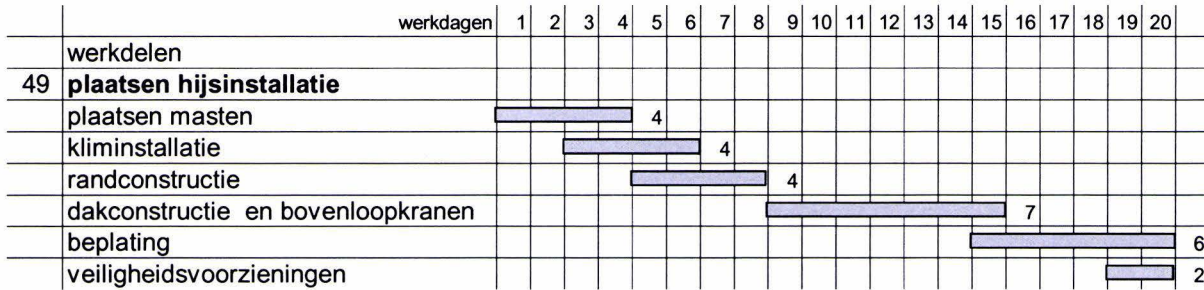 werkdagen 1 2 3 4 5 6 7 8 9 10 11 12 13 14 15 16 17 18 19 20
werkdelen
49 plaatsen hijsinstallatie
plaatsen masten 4
kliminstallatie 4
randconstructie 4
dakconstructie en bovenloopkranen 7
beplating 6
veiligheidsvoorzieningen 2